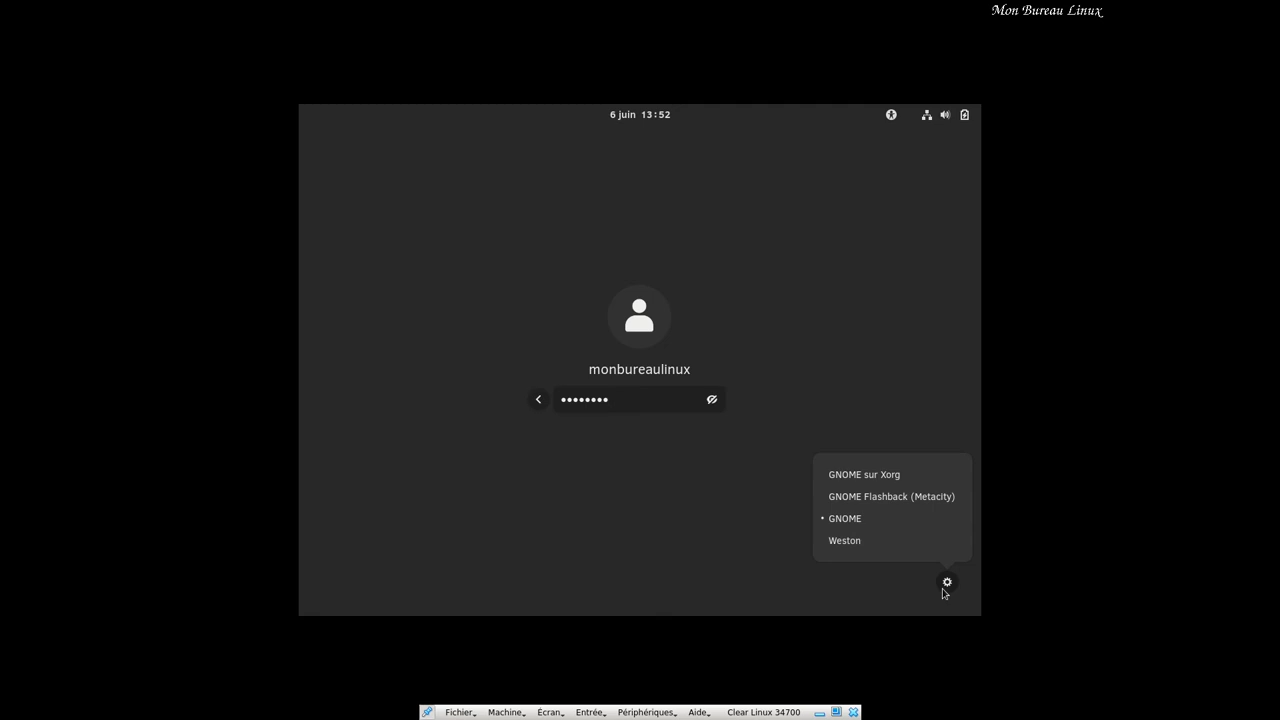 Mon Bureau Linux
6 juin 13:52
monbureaulinux
GNOME sur Xorg
GNOME Flashback (Metacity)
GNOME
Weston
Fichier Machine Écran Entrée Périphériques Aide Clear Linux 34700